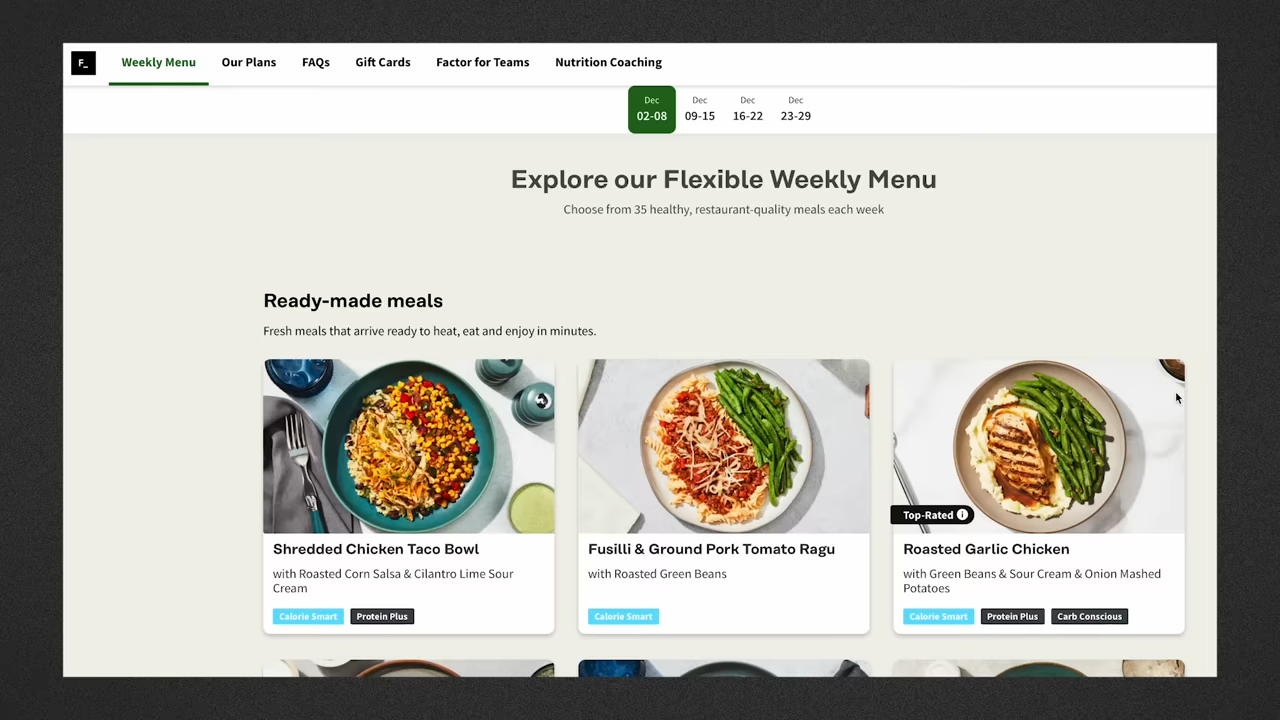 F_
Weekly Menu
Our Plans
FAQs
Gift Cards
Factor for Teams
Nutrition Coaching
Dec
02-08
Dec
09-15
Dec
16-22
Dec
23-29
Explore our Flexible Weekly Menu
Choose from 35 healthy, restaurant-quality meals each week
Ready-made meals
Fresh meals that arrive ready to heat, eat and enjoy in minutes.
Shredded Chicken Taco Bowl
with Roasted Corn Salsa & Cilantro Lime Sour
Cream
Calorie Smart
Protein Plus
Fusilli & Ground Pork Tomato Ragu
with Roasted Green Beans
Calorie Smart
Top-Rated i
Roasted Garlic Chicken
with Green Beans & Sour Cream & Onion Mashed
Potatoes
Calorie Smart
Protein Plus
Carb Conscious